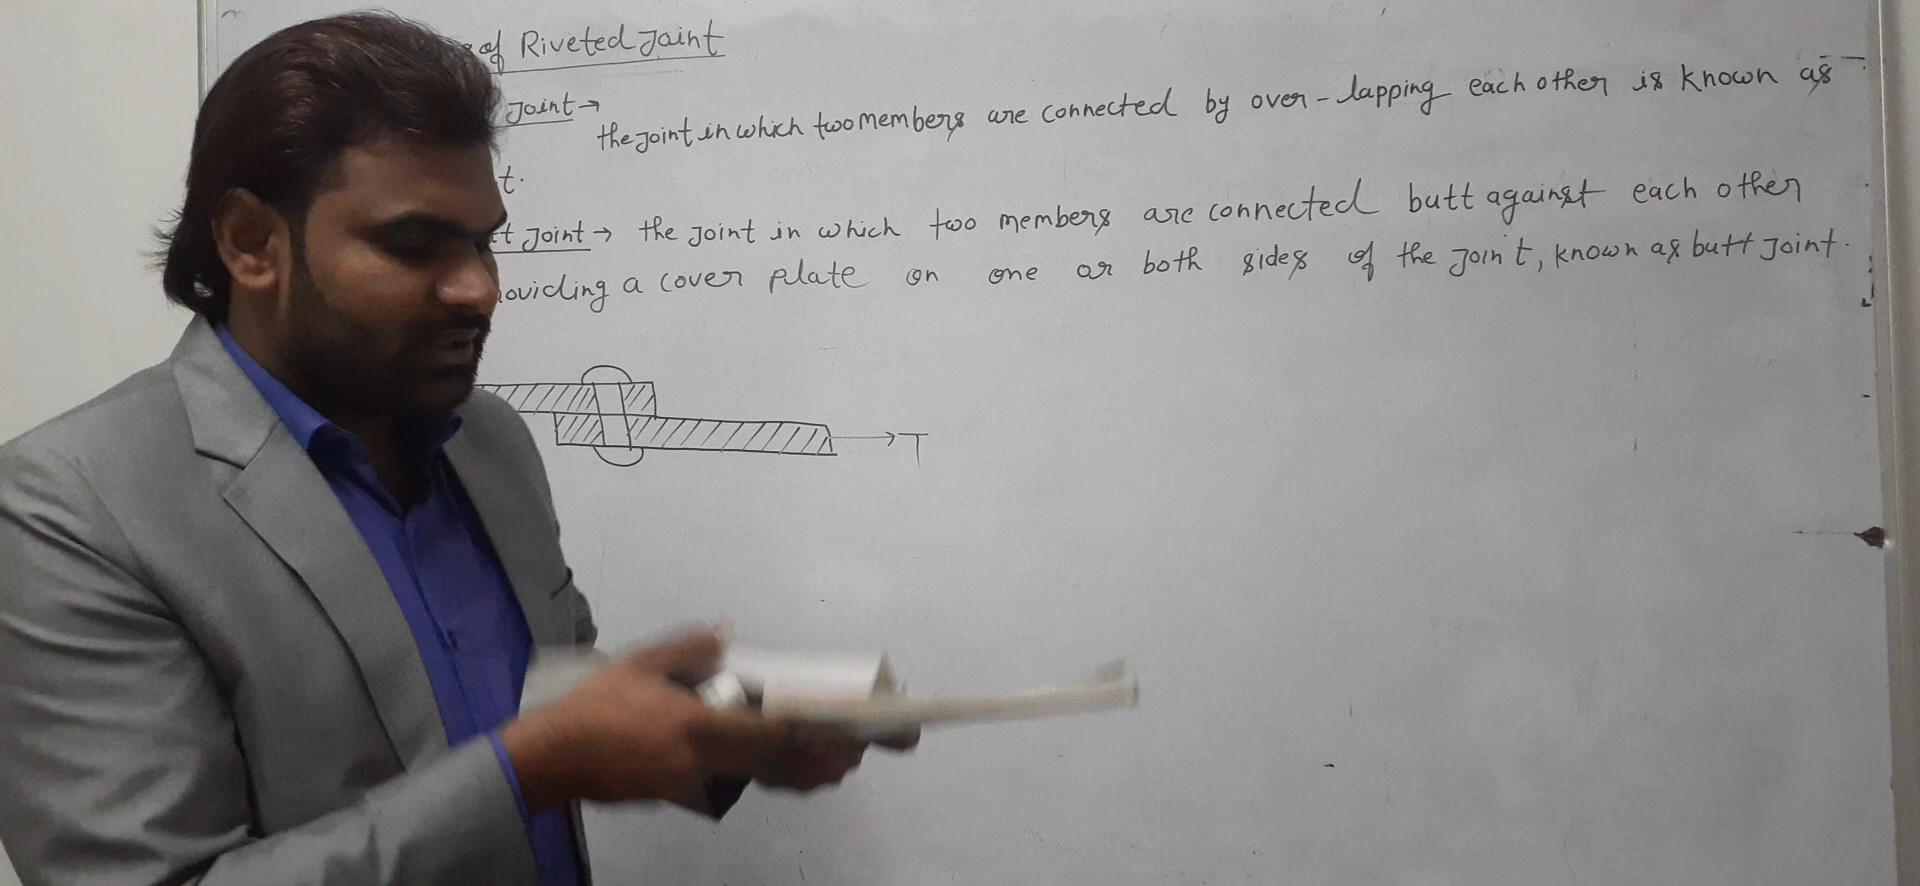 of Riveted Joint
Joint →
the joint in which two members are connected by over-lapping each other is known as
t.
t Joint → the joint in which two members are connected butt against each other
oviding a cover plate on one or both sides of the joint, known as butt joint.
T